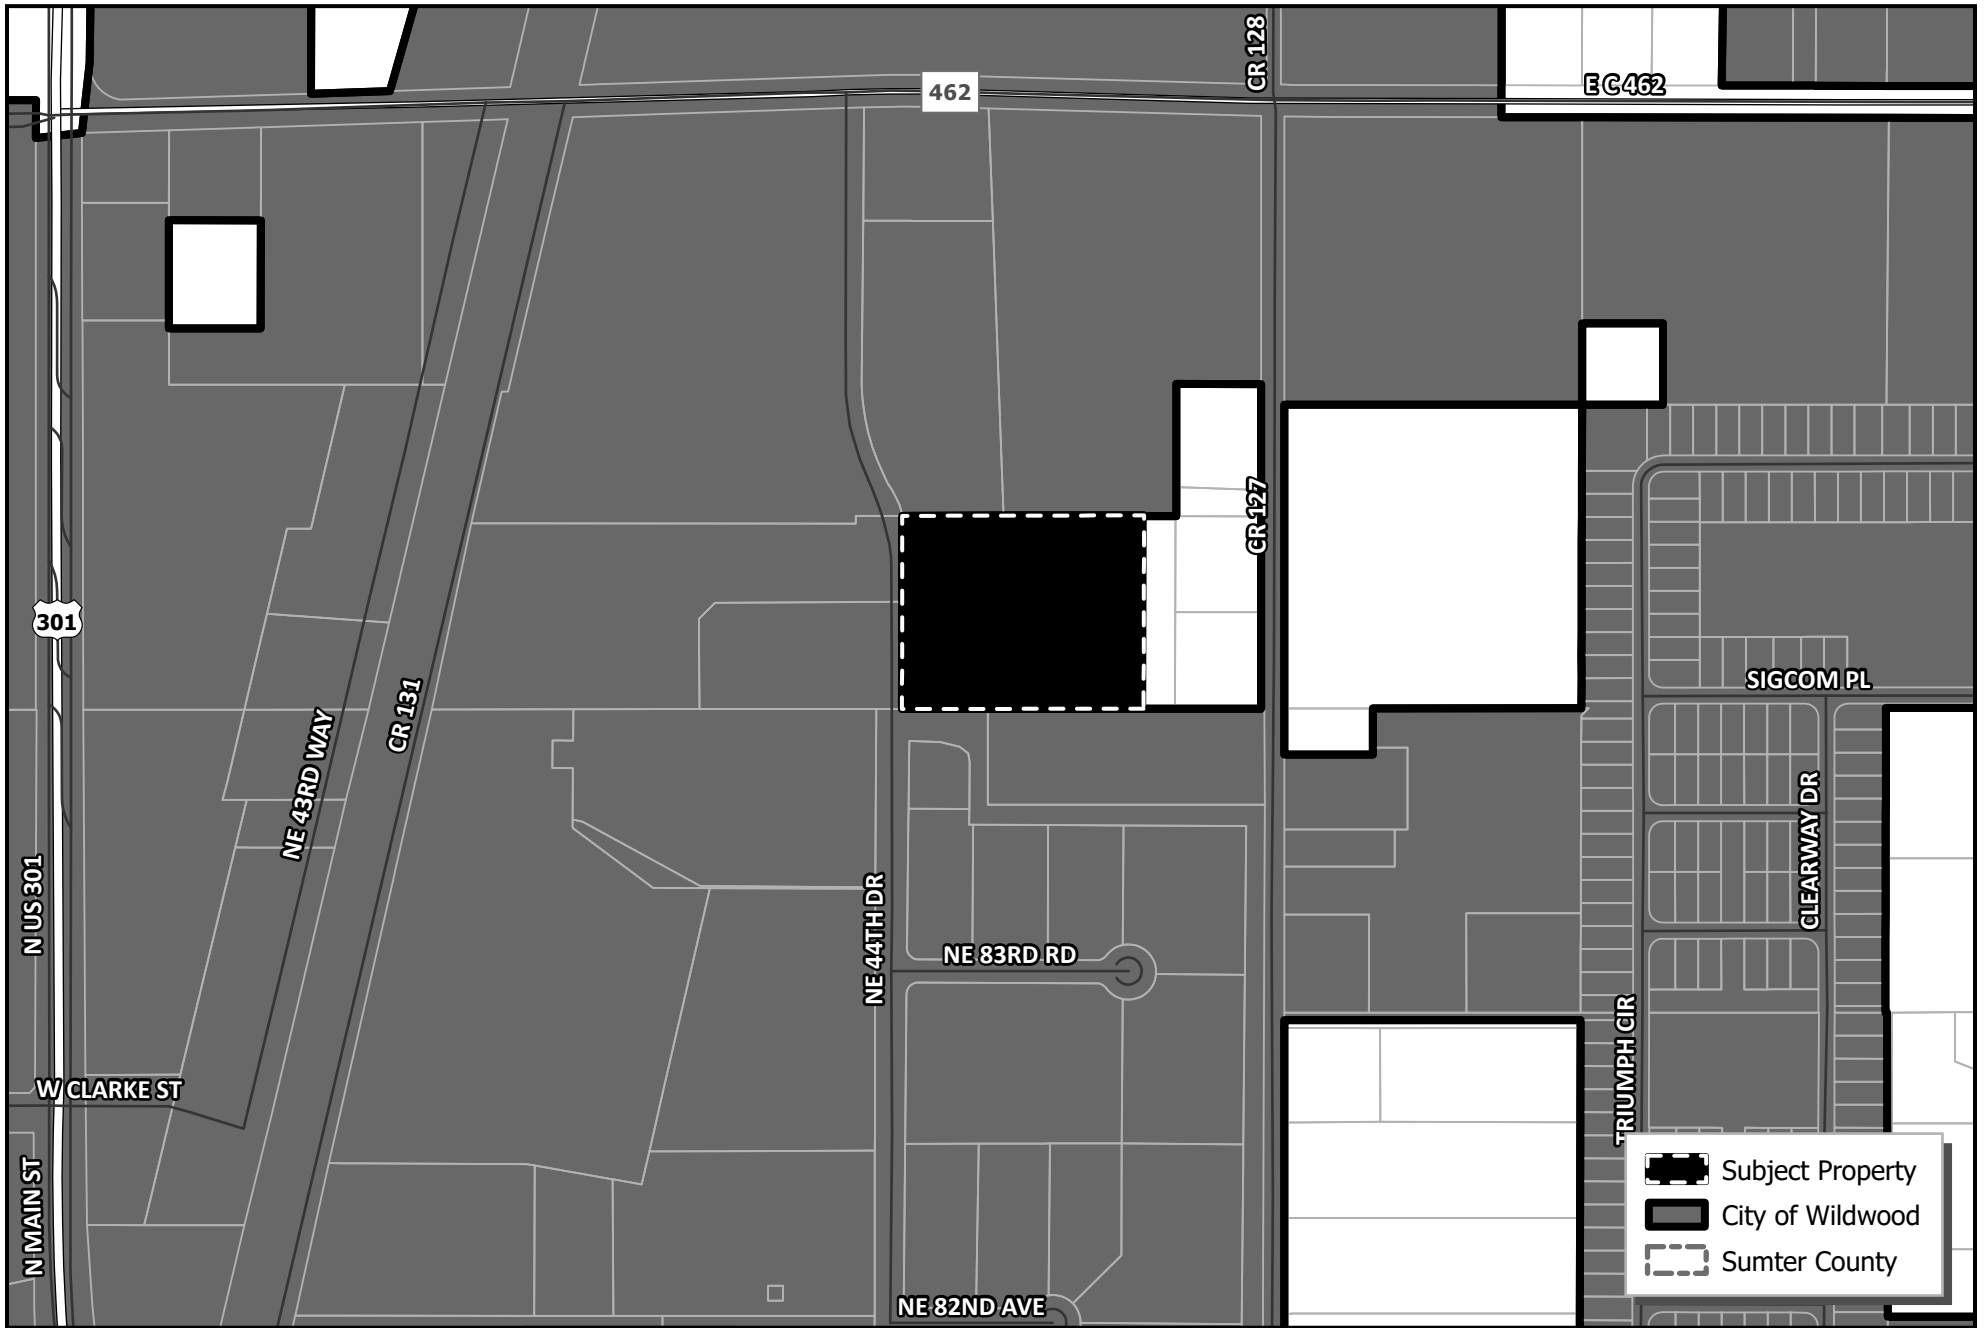 CR 128
E C 462
462
CR 127
301
SIGCOM PL
CR 131
NE 43RD WAY
CLEARWAY DR
N US 301
NE 44TH DR
NE 83RD RD
TRIUMPH CIR
W CLARKE ST
N MAIN ST
NE 82ND AVE
Subject Property
City of Wildwood
Sumter County